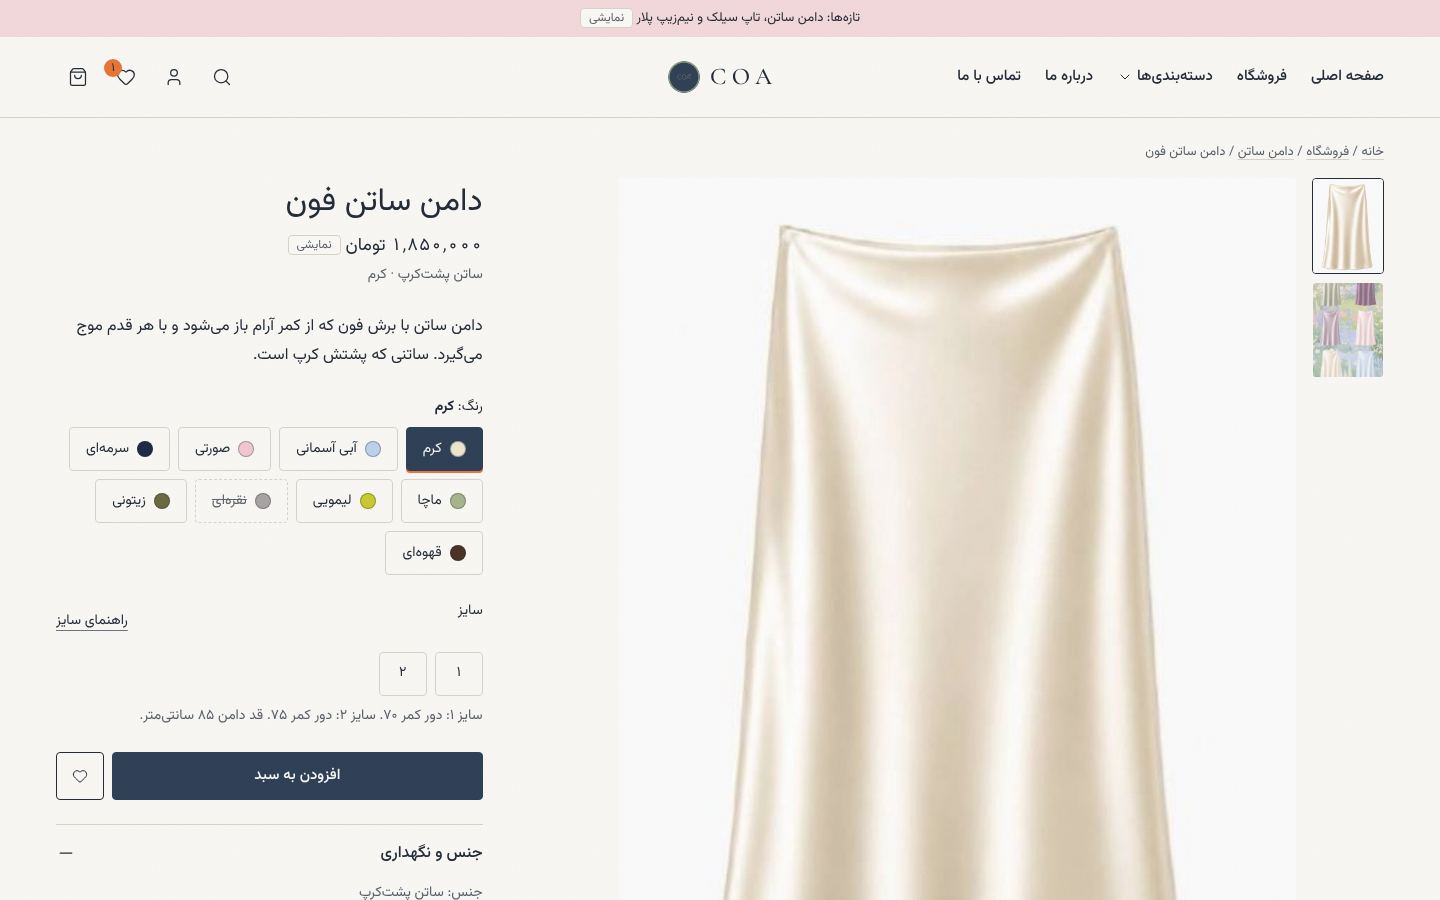 تازه‌ها: دامن ساتن، تاپ سیلک و نیم‌زیپ پلار نمایشی
صفحه اصلی فروشگاه دسته‌بندی‌ها درباره ما تماس با ما
COA
۱
خانه / فروشگاه / دامن ساتن / دامن ساتن فون
دامن ساتن فون
۱,۸۵۰,۰۰۰ تومان نمایشی
ساتن پشت‌کرپ · کرم
دامن ساتن با برش فون که از کمر آرام باز می‌شود و با هر قدم موج
می‌گیرد. ساتنی که پشتش کرپ است.
رنگ: کرم
کرم آبی آسمانی صورتی سرمه‌ای
ماچا لیمویی نقره‌ای زیتونی
قهوه‌ای
سایز
راهنمای سایز
۱ ۲
سایز ۱: دور کمر ۷۰. سایز ۲: دور کمر ۷۵. قد دامن ۸۵ سانتی‌متر.
افزودن به سبد
جنس و نگهداری
جنس: ساتن پشت‌کرپ